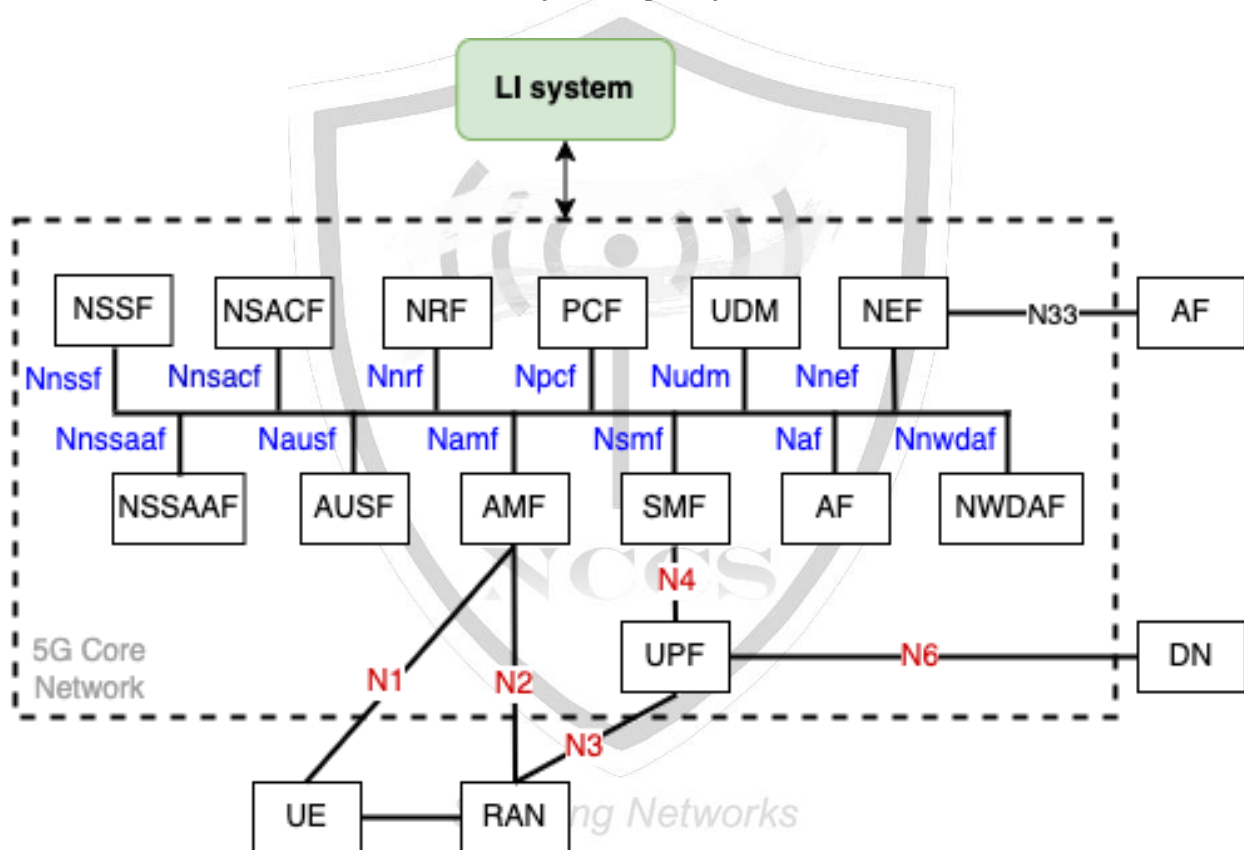 LI system
NSSF
NSACF
NRF
PCF
UDM
NEF
N33
AF
Nnssf
Nnsacf
Nnrf
Npcf
Nudm
Nnef
Nnssaaf
Nausf
Namf
Nsmf
Naf
Nnwdaf
NSSAAF
AUSF
AMF
SMF
AF
NWDAF
NCCS
N4
5G Core
Network
UPF
N6
DN
N1
N2
N3
UE
RAN
ng Networks